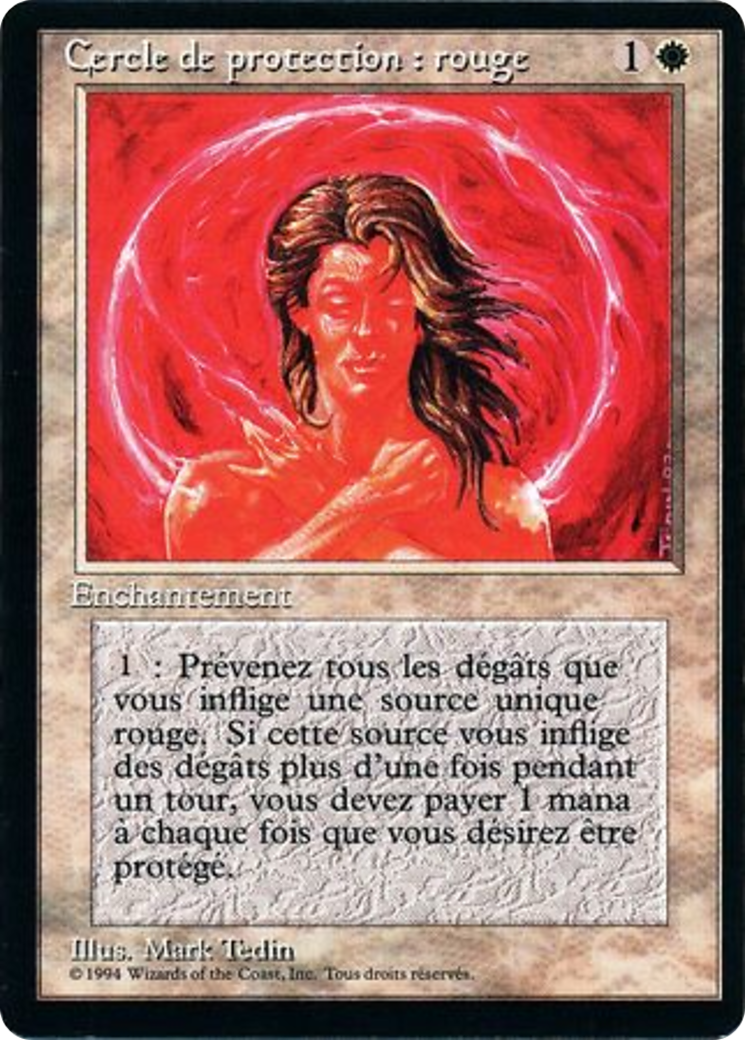 Cercle de protection : rouge 1
Enchantement
1 : Prévenez tous les dégâts que
vous inflige une source unique
rouge. Si cette source vous inflige
des dégâts plus d'une fois pendant
un tour, vous devez payer 1 mana
à chaque fois que vous désirez être
protégé.
Illus. Mark Tedin
© 1994 Wizards of the Coast, Inc. Tous droits réservés.